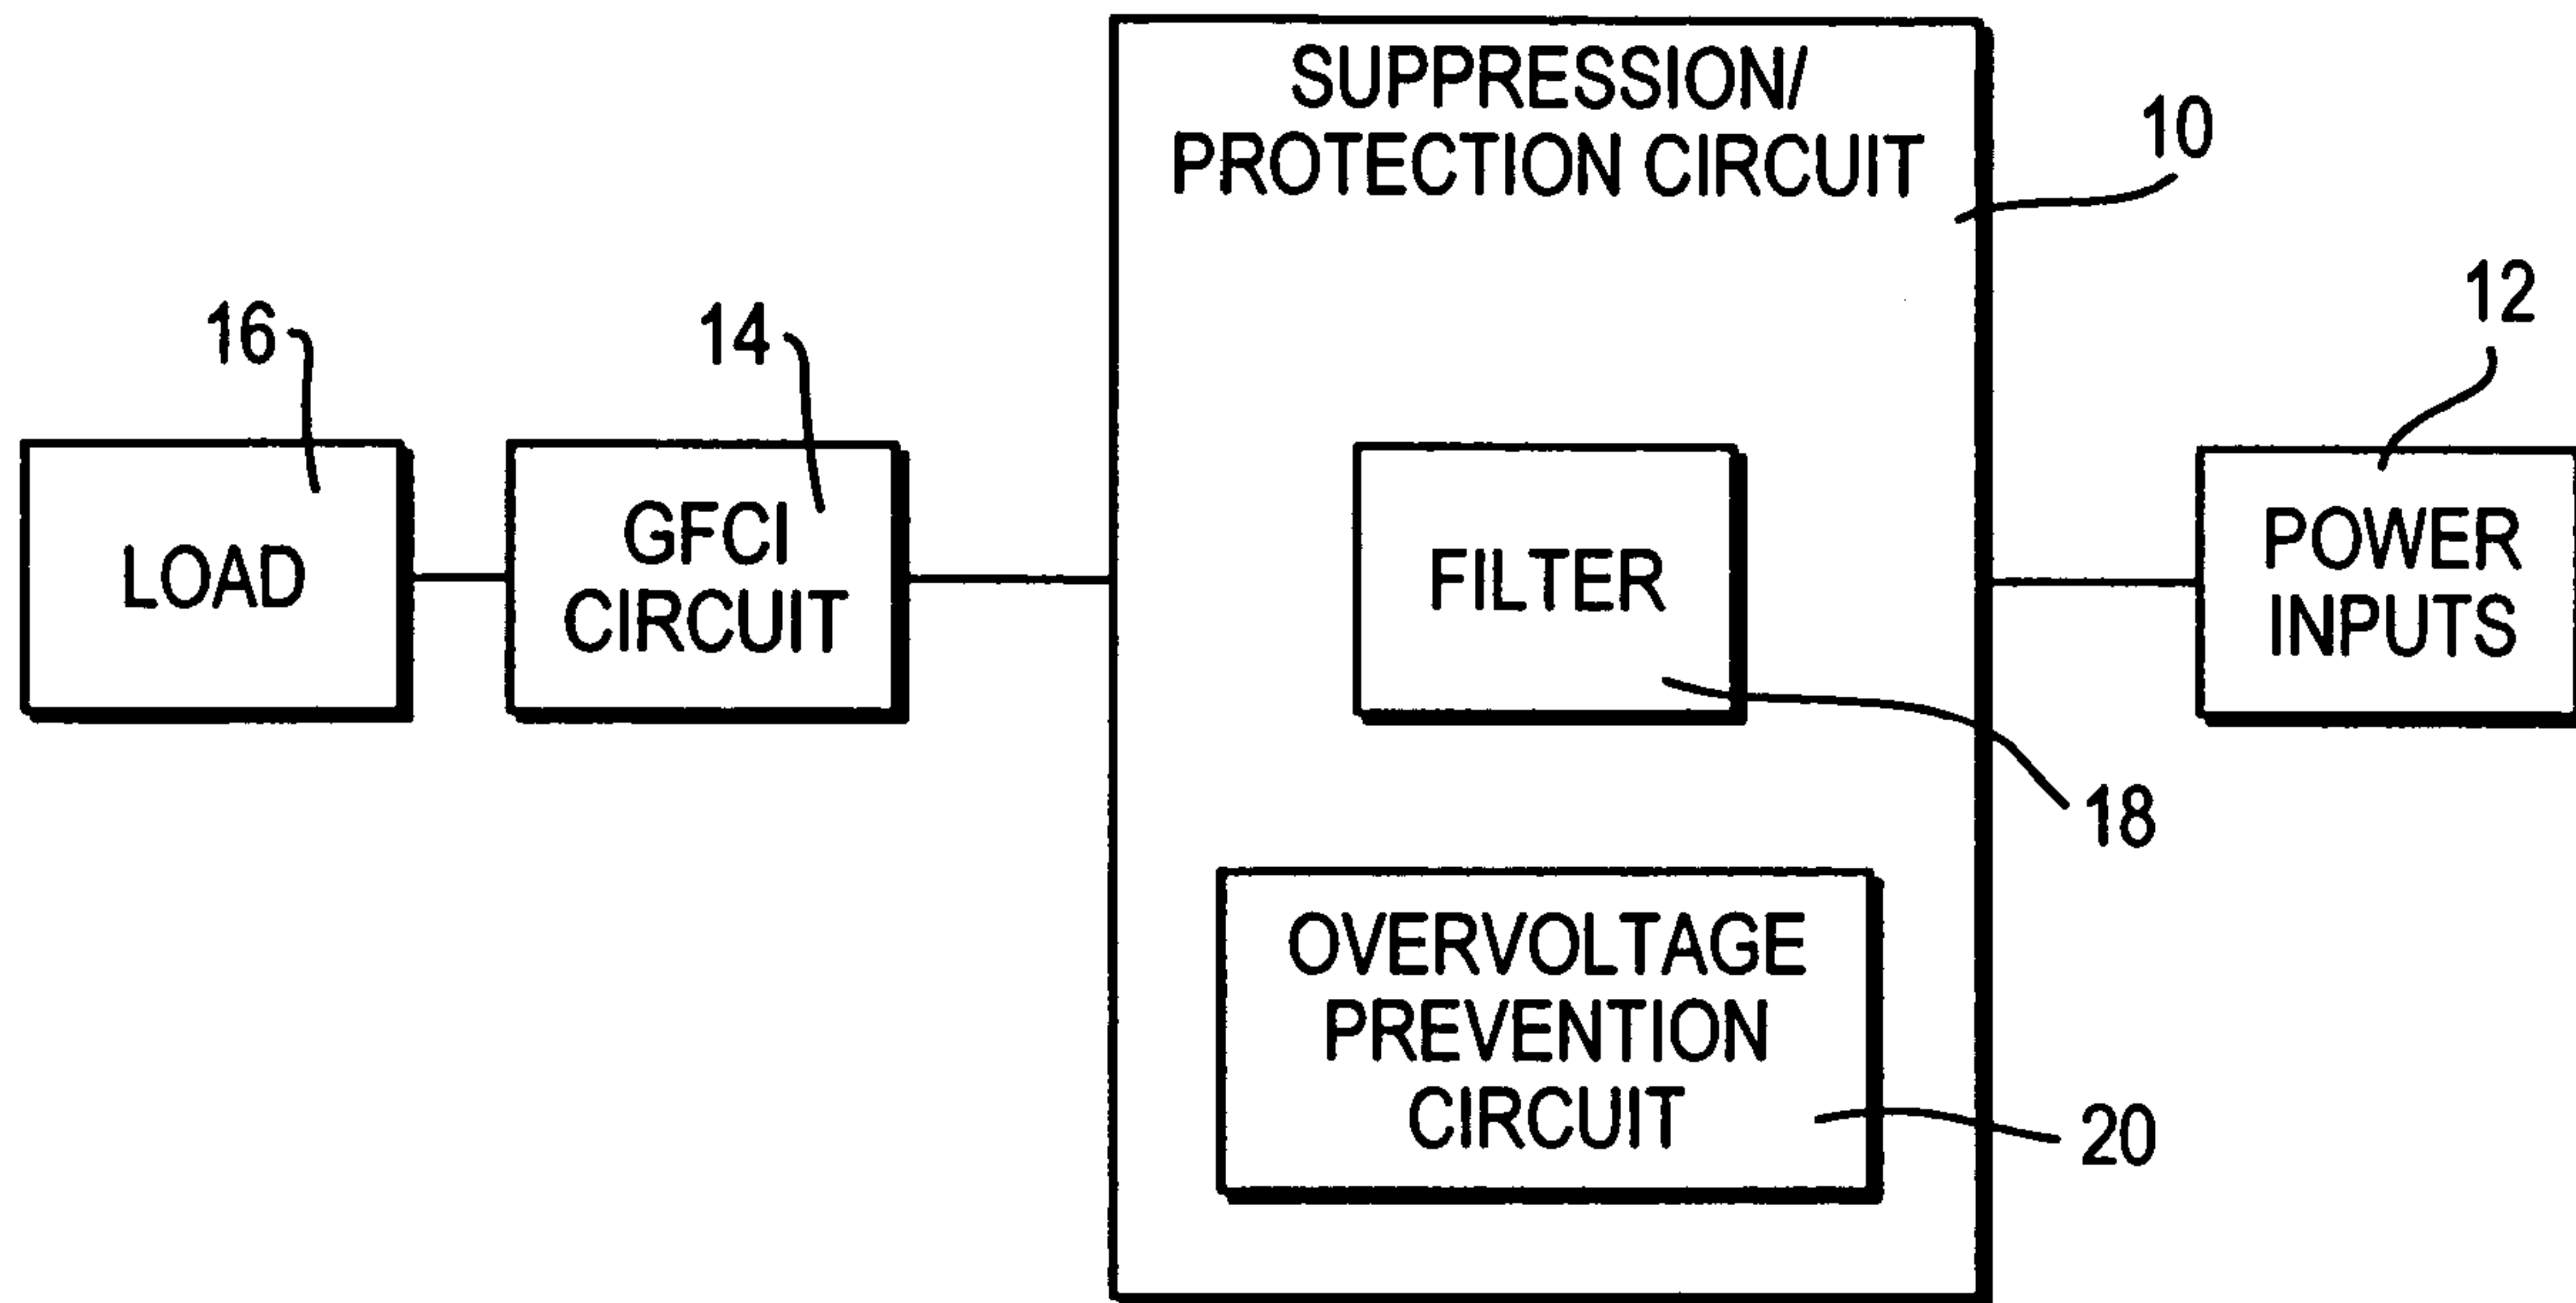 SUPPRESSION/
PROTECTION CIRCUIT
10
12
16
14
LOAD
GFCI
CIRCUIT
FILTER
POWER
INPUTS
18
OVERVOLTAGE
PREVENTION
CIRCUIT
20